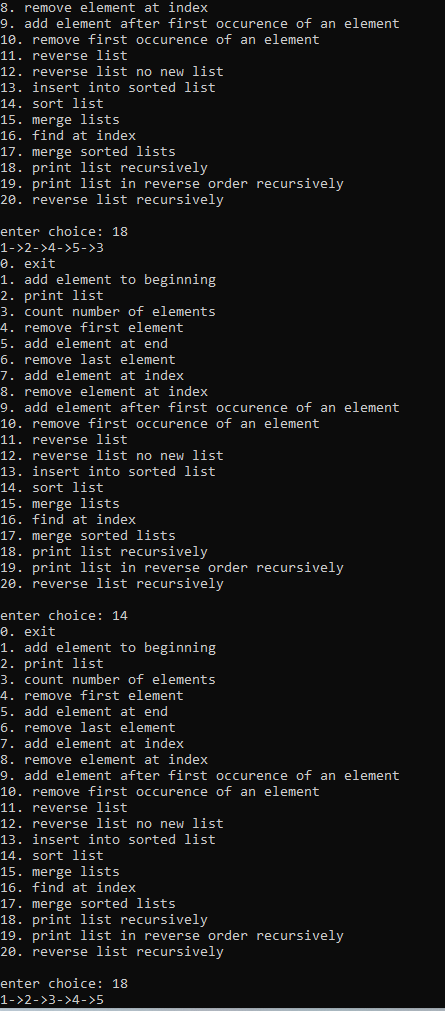 8. remove element at index
9. add element after first occurence of an element
10. remove first occurence of an element
11. reverse list
12. reverse list no new list
13. insert into sorted list
14. sort list
15. merge lists
16. find at index
17. merge sorted lists
18. print list recursively
19. print list in reverse order recursively
20. reverse list recursively

enter choice: 18
1->2->4->5->3
0. exit
1. add element to beginning
2. print list
3. count number of elements
4. remove first element
5. add element at end
6. remove last element
7. add element at index
8. remove element at index
9. add element after first occurence of an element
10. remove first occurence of an element
11. reverse list
12. reverse list no new list
13. insert into sorted list
14. sort list
15. merge lists
16. find at index
17. merge sorted lists
18. print list recursively
19. print list in reverse order recursively
20. reverse list recursively

enter choice: 14
0. exit
1. add element to beginning
2. print list
3. count number of elements
4. remove first element
5. add element at end
6. remove last element
7. add element at index
8. remove element at index
9. add element after first occurence of an element
10. remove first occurence of an element
11. reverse list
12. reverse list no new list
13. insert into sorted list
14. sort list
15. merge lists
16. find at index
17. merge sorted lists
18. print list recursively
19. print list in reverse order recursively
20. reverse list recursively

enter choice: 18
1->2->3->4->5